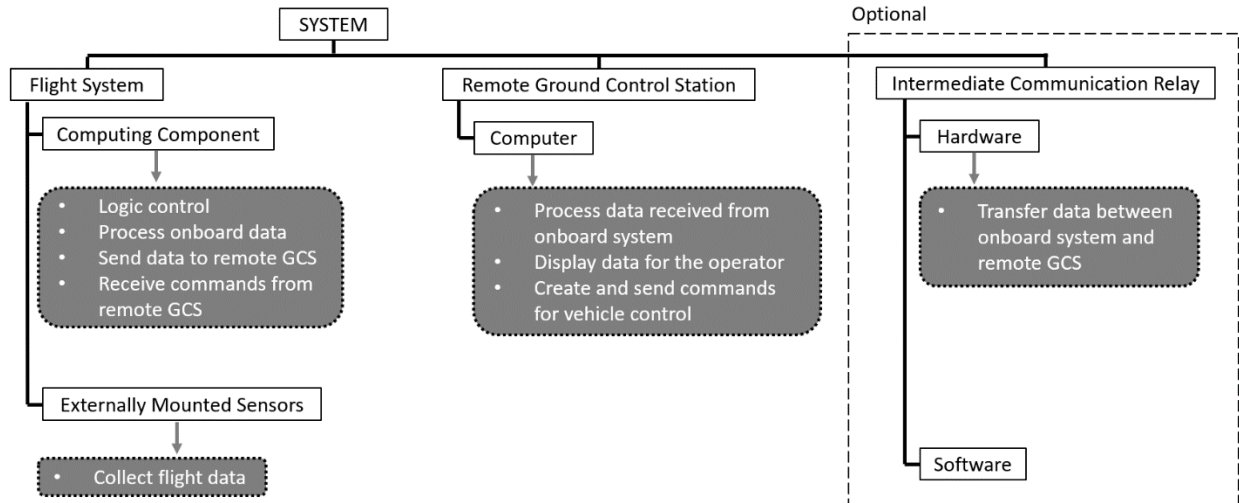 SYSTEM
Optional
Flight System
Remote Ground Control Station
Intermediate Communication Relay
Computing Component
Computer
Hardware
• Logic control
• Process onboard data
• Send data to remote GCS
• Receive commands from
remote GCS
• Process data received from
onboard system
• Display data for the operator
• Create and send commands
for vehicle control
• Transfer data between
onboard system and
remote GCS
Externally Mounted Sensors
• Collect flight data
Software